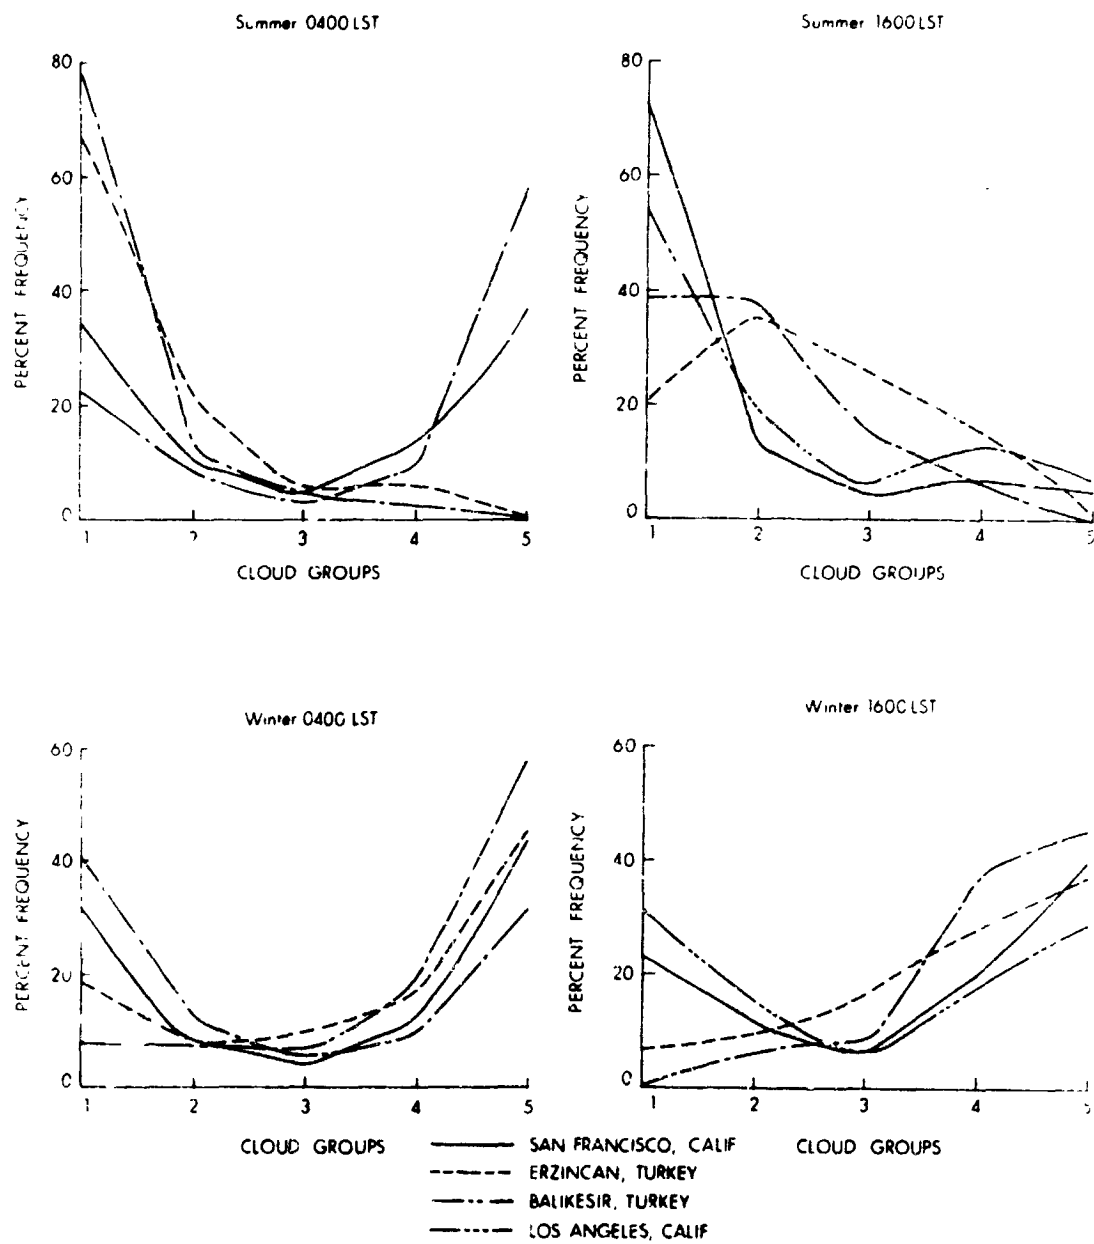 Summer 0400 LST
80
60
40
20
0
PERCENT FREQUENCY
1 2 3 4 5
CLOUD GROUPS
Summer 1600 LST
80
60
40
20
0
PERCENT FREQUENCY
1 2 3 4 5
CLOUD GROUPS
Winter 0400 LST
60
40
20
0
PERCENT FREQUENCY
1 2 3 4 5
CLOUD GROUPS
Winter 1600 LST
60
40
20
0
PERCENT FREQUENCY
1 2 3 4 5
CLOUD GROUPS
SAN FRANCISCO, CALIF
ERZINCAN, TURKEY
BALIKESIR, TURKEY
LOS ANGELES, CALIF